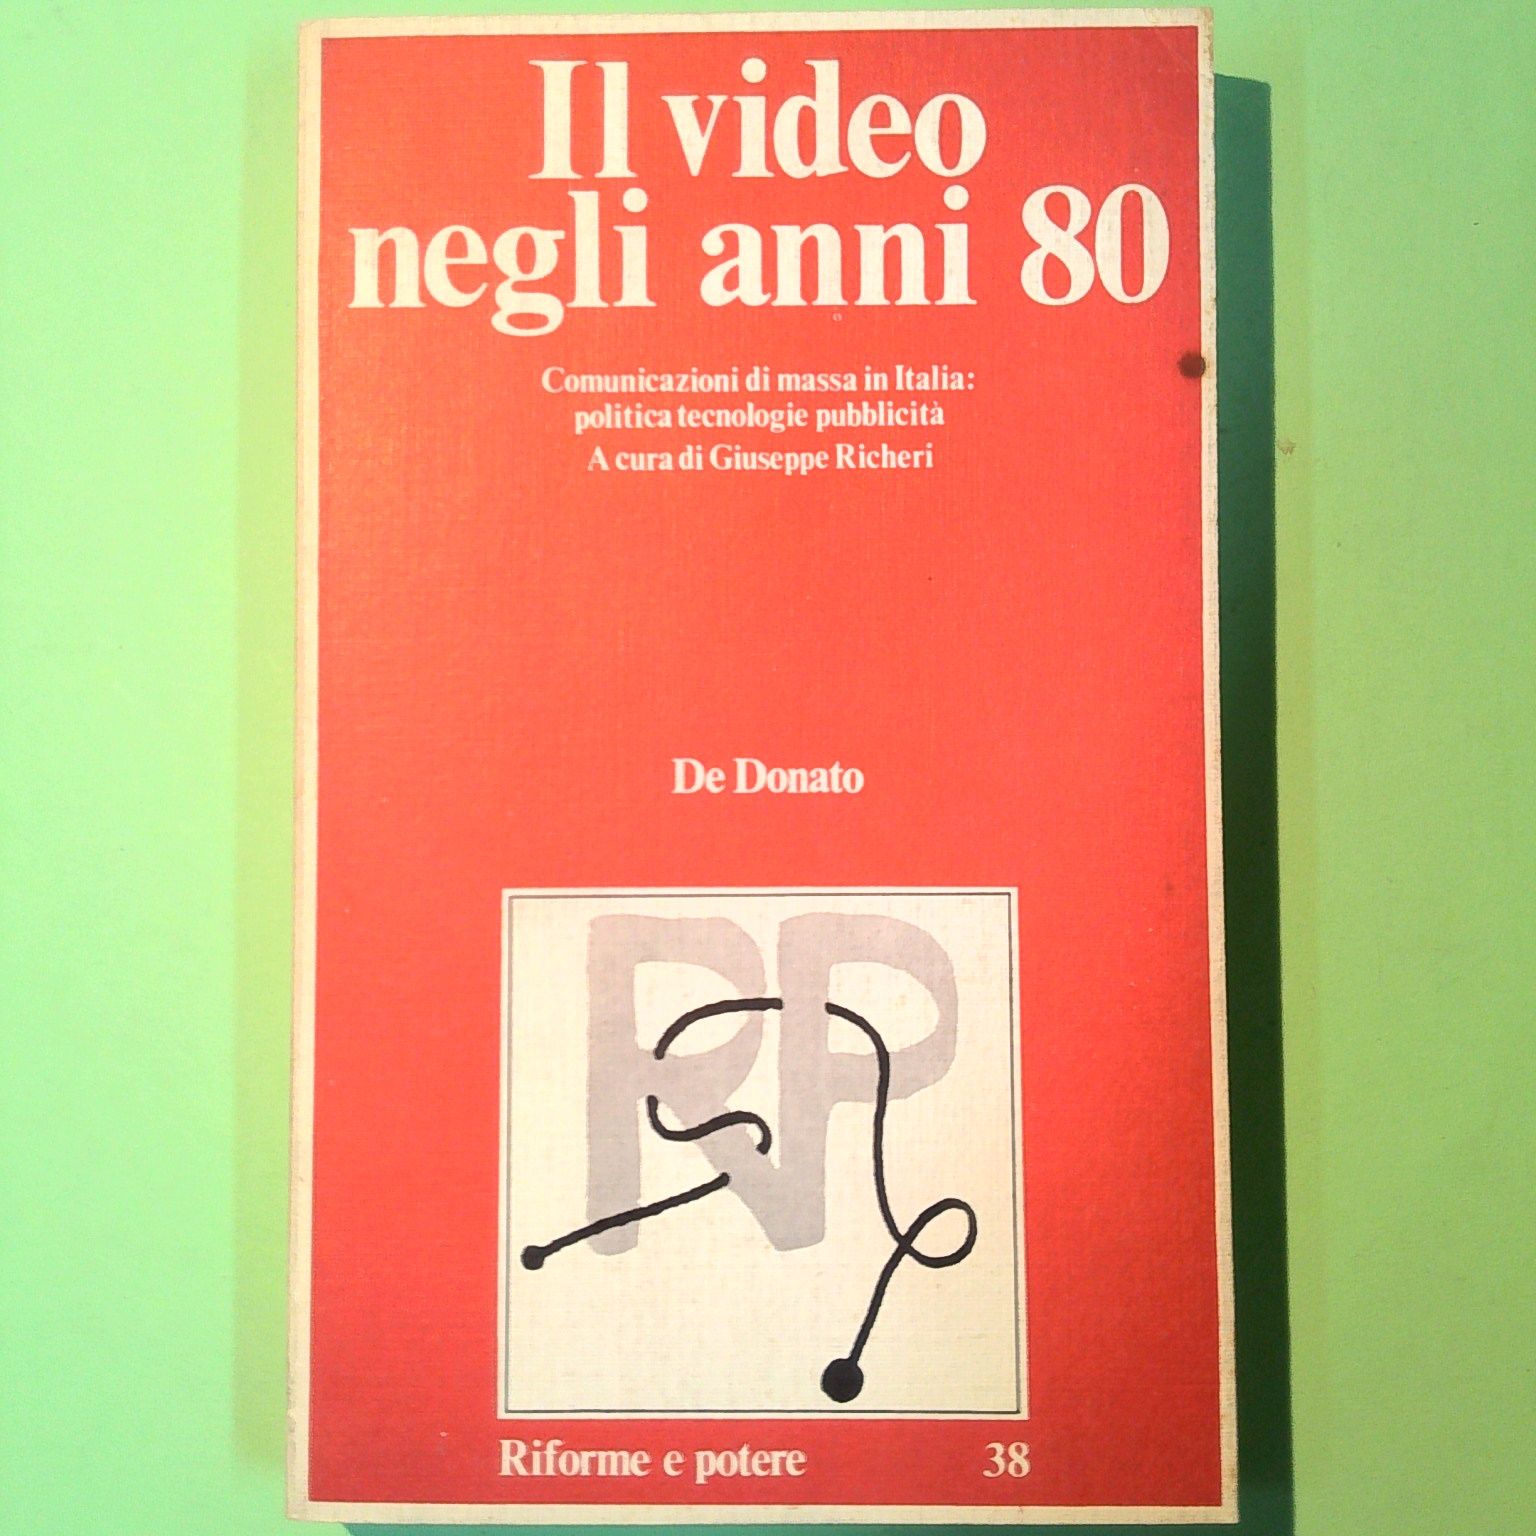 Il video
negli anni 80
Comunicazioni di massa in Italia:
politica tecnologie pubblicità
A cura di Giuseppe Richeri
De Donato
RP
Riforme e potere 38